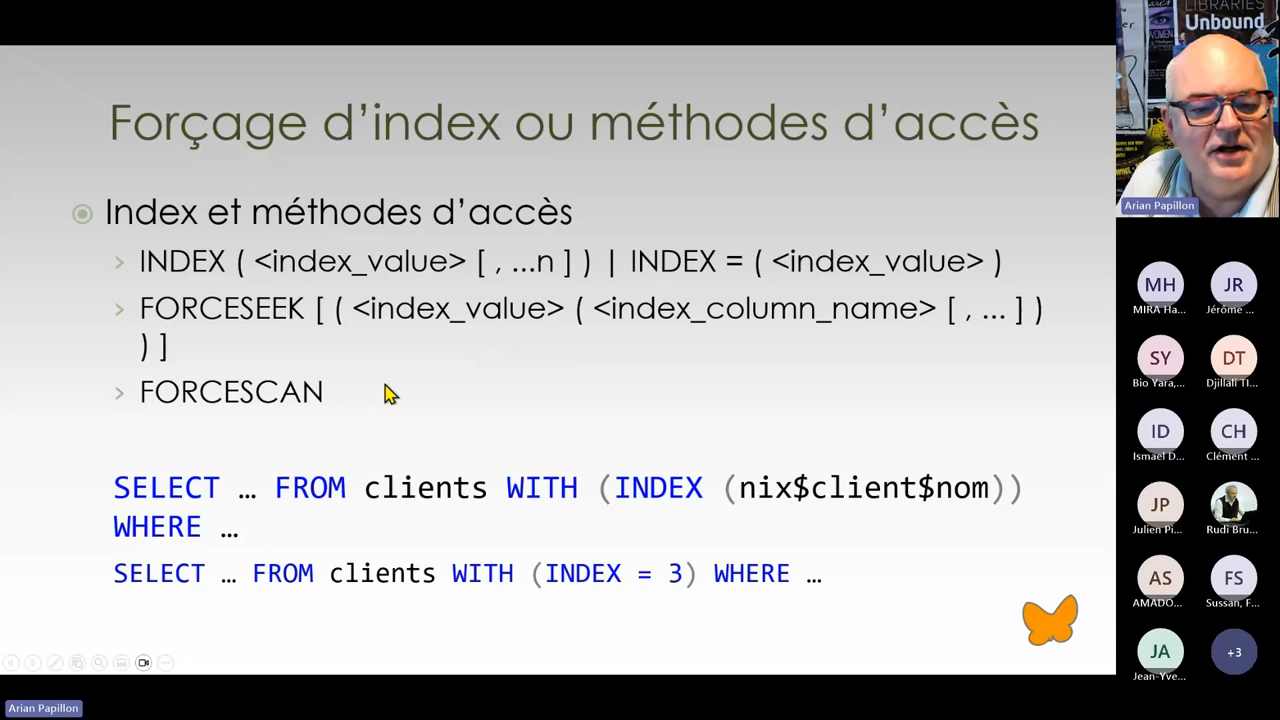 Forçage d'index ou méthodes d'accès
Index et méthodes d'accès
INDEX ( <index_value> [ , ...n ] ) | INDEX = ( <index_value> )
FORCESEEK [ ( <index_value> ( <index_column_name> [ , ... ] )
) ]
FORCESCAN
SELECT … FROM clients WITH (INDEX (nix$client$nom))
WHERE …
SELECT … FROM clients WITH (INDEX = 3) WHERE …
LIBRARIES
Unbound
Arian Papillon
MH
JR
MIRA Ha...
Jérôme ...
SY
DT
Bio Yara,...
Djillali TI...
ID
CH
Ismael D...
Clément ...
JP
Julien Pi...
Rudi Bru...
AS
FS
AMADO...
Sussan, F...
JA
+3
Jean-Yve...
Arian Papillon